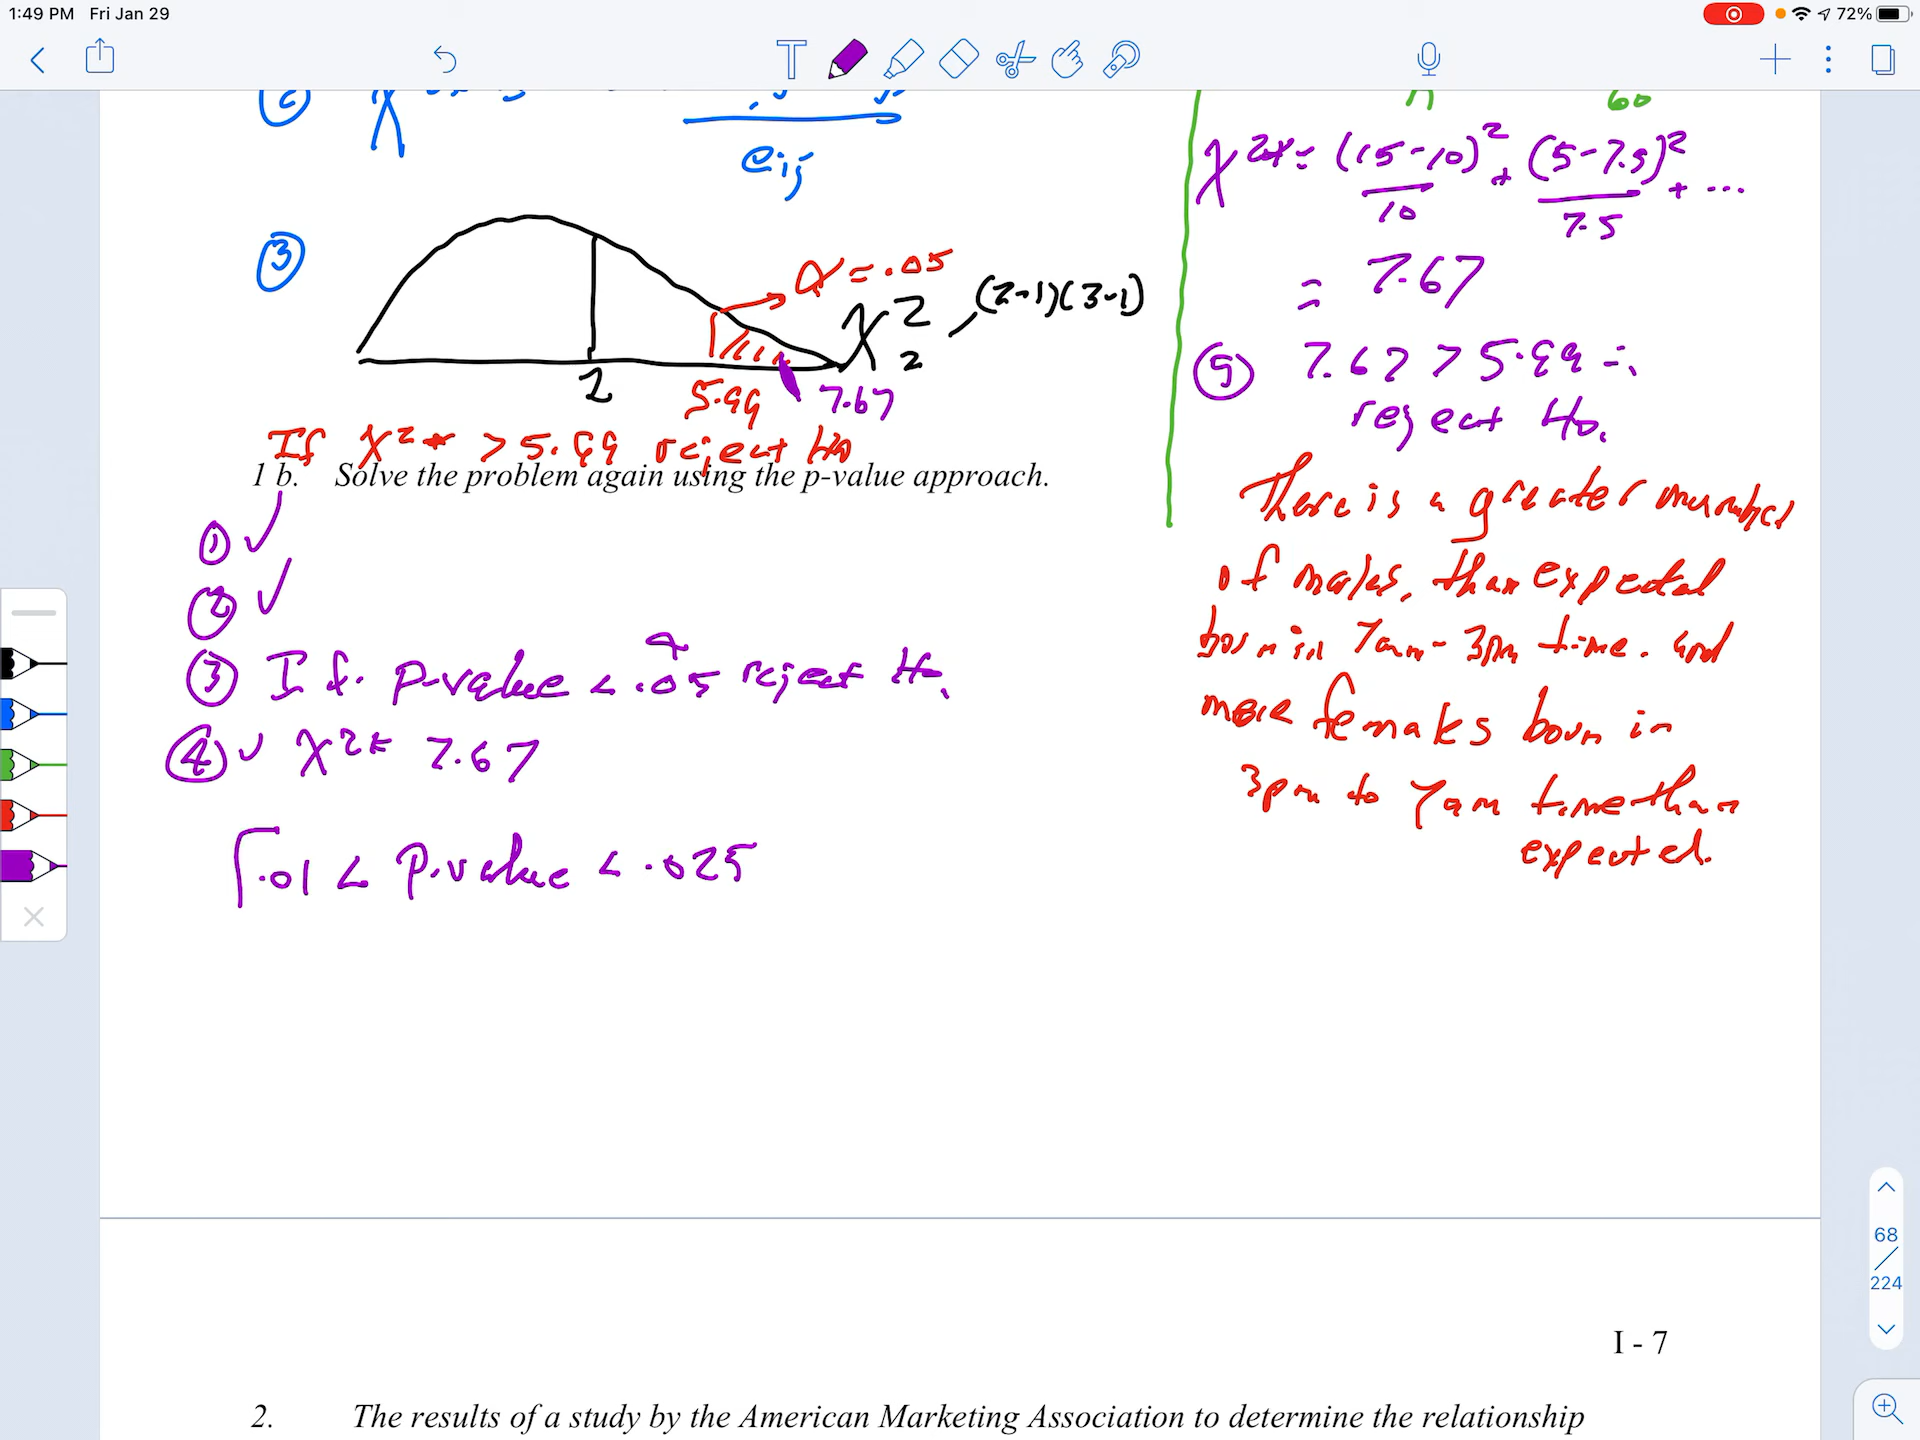 1:49 PM Fri Jan 29
72%
T
(2)
χ
eij
n 60
χ²* = (15-10)² + (5-7.5)² + ...
10 7.5
= 7.67
(3)
α = .05
χ²
2
(2-1)(3-1)
2
5.99
7.67
If χ²* > 5.99 reject Ho
(5) 7.67 > 5.99 ∴
reject Ho.
There is a greater number
of males, than expected
born in 7am - 3pm time. and
more females born in
3pm to 7am time than
expected.
1 b. Solve the problem again using the p-value approach.
(1) ✓
(2) ✓
α
(3) If p-value < .05 reject Ho.
(4) ✓ χ²* 7.67
.01 < p-value < .025
68
/
224
I - 7
2. The results of a study by the American Marketing Association to determine the relationship